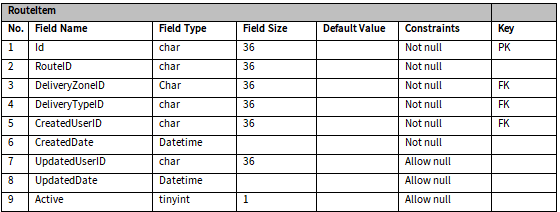 RouteItem
No. Field Name Field Type Field Size Default Value Constraints Key
1 Id char 36 Not null PK
2 RouteID char 36 Not null
3 DeliveryZoneID Char 36 Not null FK
4 DeliveryTypeID char 36 Not null FK
5 CreatedUserID char 36 Not null FK
6 CreatedDate Datetime Not null
7 UpdatedUserID char 36 Allow null
8 UpdatedDate Datetime Allow null
9 Active tinyint 1 Allow null